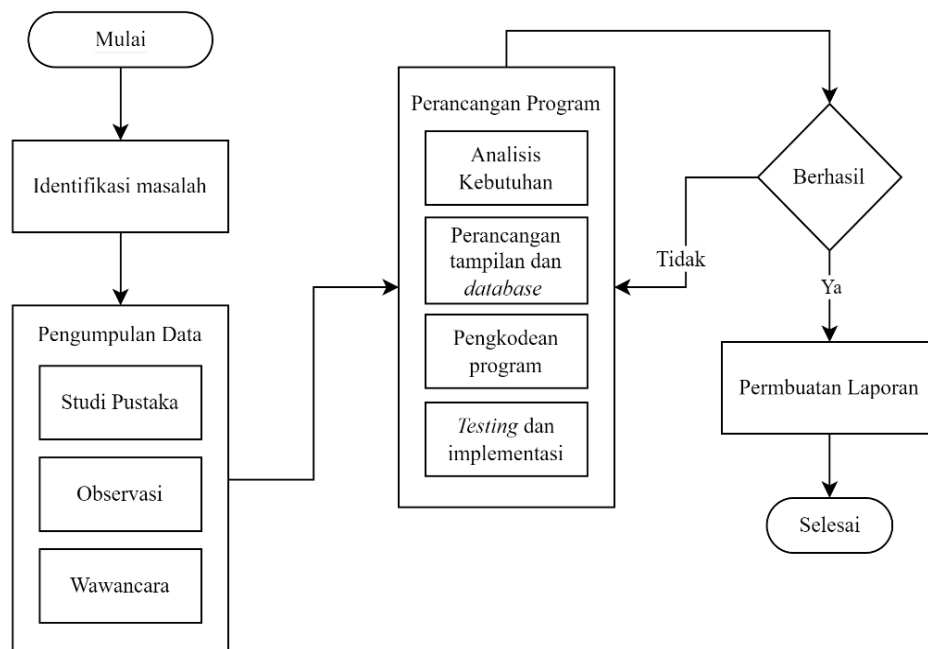 Mulai
Identifikasi masalah
Pengumpulan Data
Studi Pustaka
Observasi
Wawancara
Perancangan Program
Analisis
Kebutuhan
Perancangan
tampilan dan
database
Pengkodean
program
Testing dan
implementasi
Berhasil
Tidak
Ya
Permbuatan Laporan
Selesai